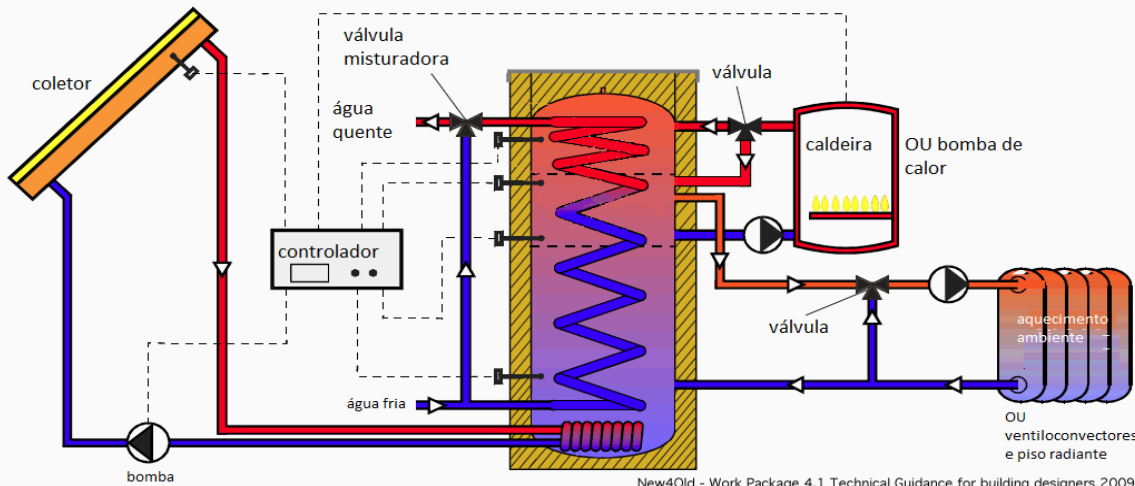 coletor
válvula
misturadora
água
quente
válvula
caldeira
OU bomba de
calor
controlador
válvula
aquecimento
ambiente
água fria
bomba
OU
ventiloconvectores
e piso radiante
New4Old - Work Package 4.1 Technical Guidance for building designers 2009